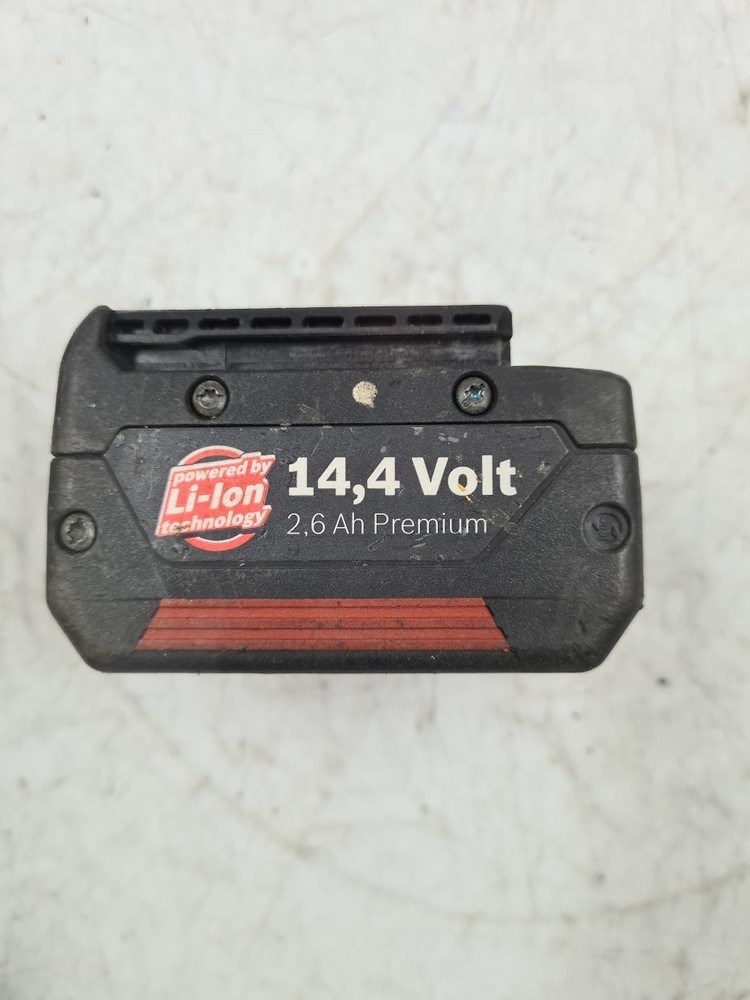 powered by
Li-Ion
technology
14,4 Volt
2,6 Ah Premium